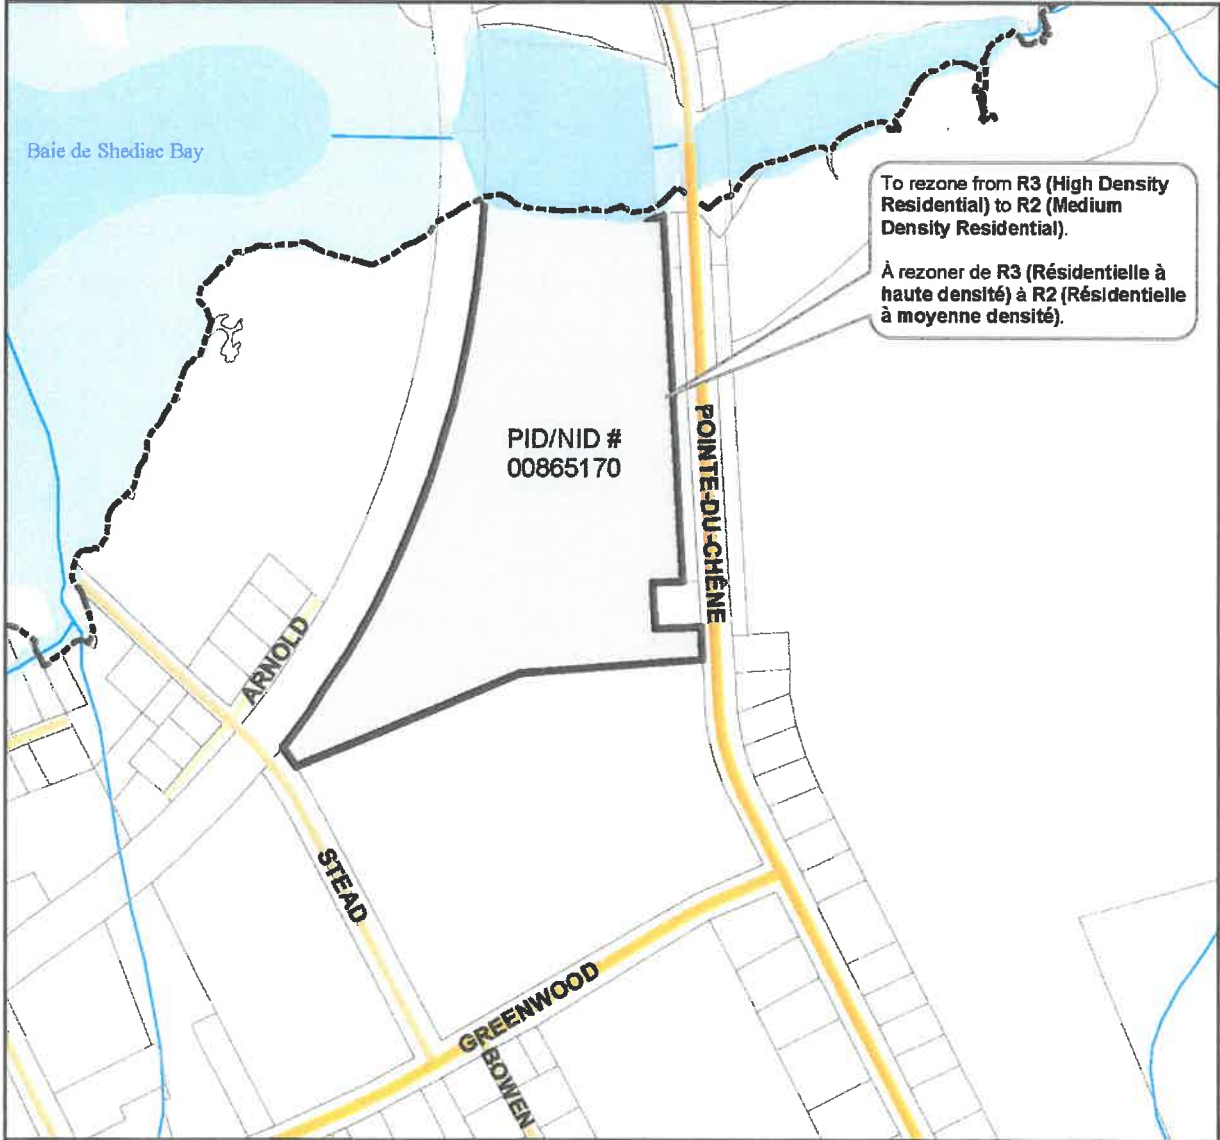 Baie de Shediac Bay
To rezone from R3 (High Density
Residential) to R2 (Medium
Density Residential).
À rezoner de R3 (Résidentielle à
haute densité) à R2 (Résidentielle
à moyenne densité).
PID/NID #
00865170
POINTE-DU-CHÊNE
ARNOLD
STEAD
GREENWOOD
BOWEN